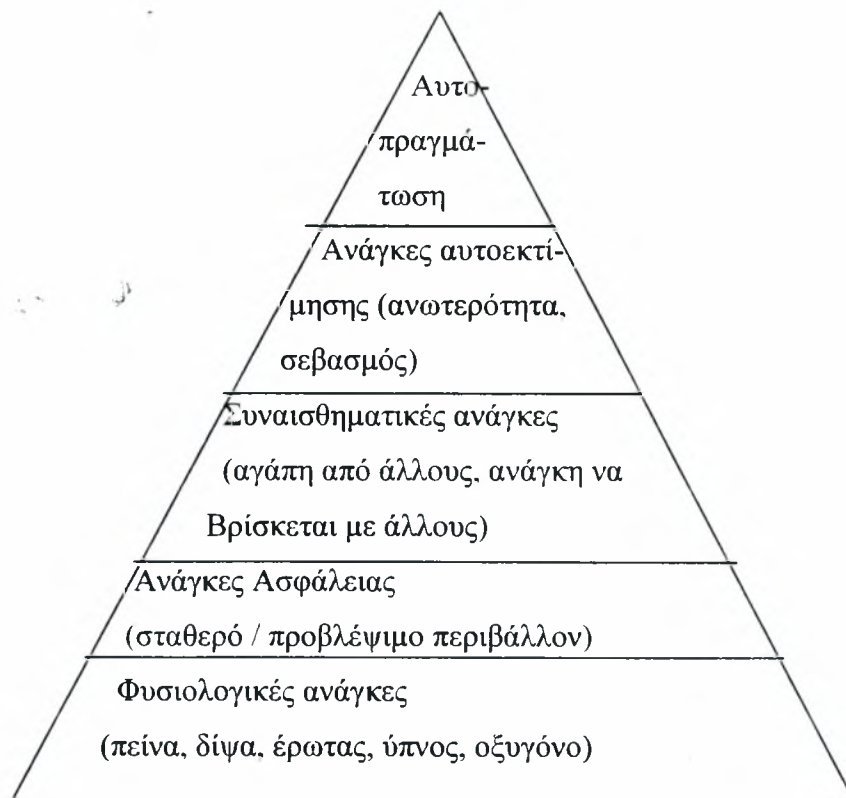 Αυτο-
πραγμά-
τωση
Ανάγκες αυτοεκτί-
μησης (ανωτερότητα,
σεβασμός)
Συναισθηματικές ανάγκες
(αγάπη από άλλους, ανάγκη να
Βρίσκεται με άλλους)
Ανάγκες Ασφάλειας
(σταθερό / προβλέψιμο περιβάλλον)
Φυσιολογικές ανάγκες
(πείνα, δίψα, έρωτας, ύπνος, οξυγόνο)